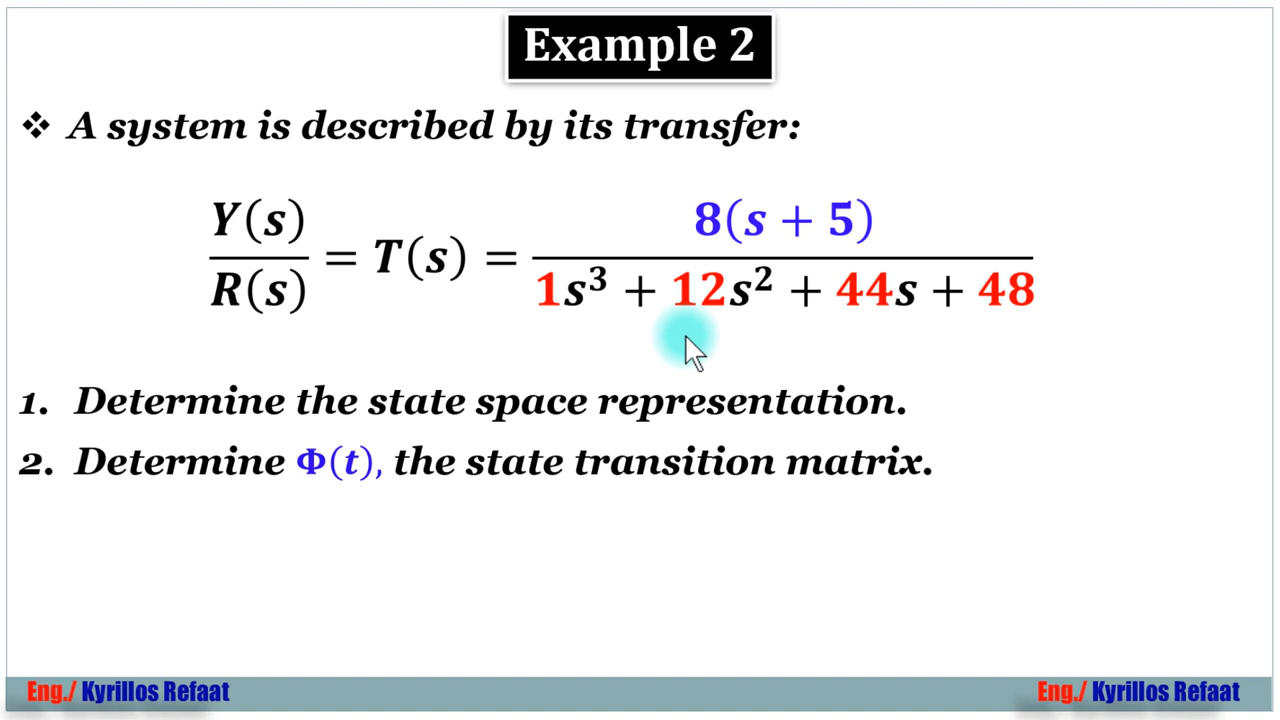 Example 2
❖ A system is described by its transfer:
Y(s)/R(s) = T(s) = 8(s + 5)/(1s³ + 12s² + 44s + 48)
1. Determine the state space representation.
2. Determine Φ(t), the state transition matrix.
Eng./ Kyrillos Refaat Eng./ Kyrillos Refaat